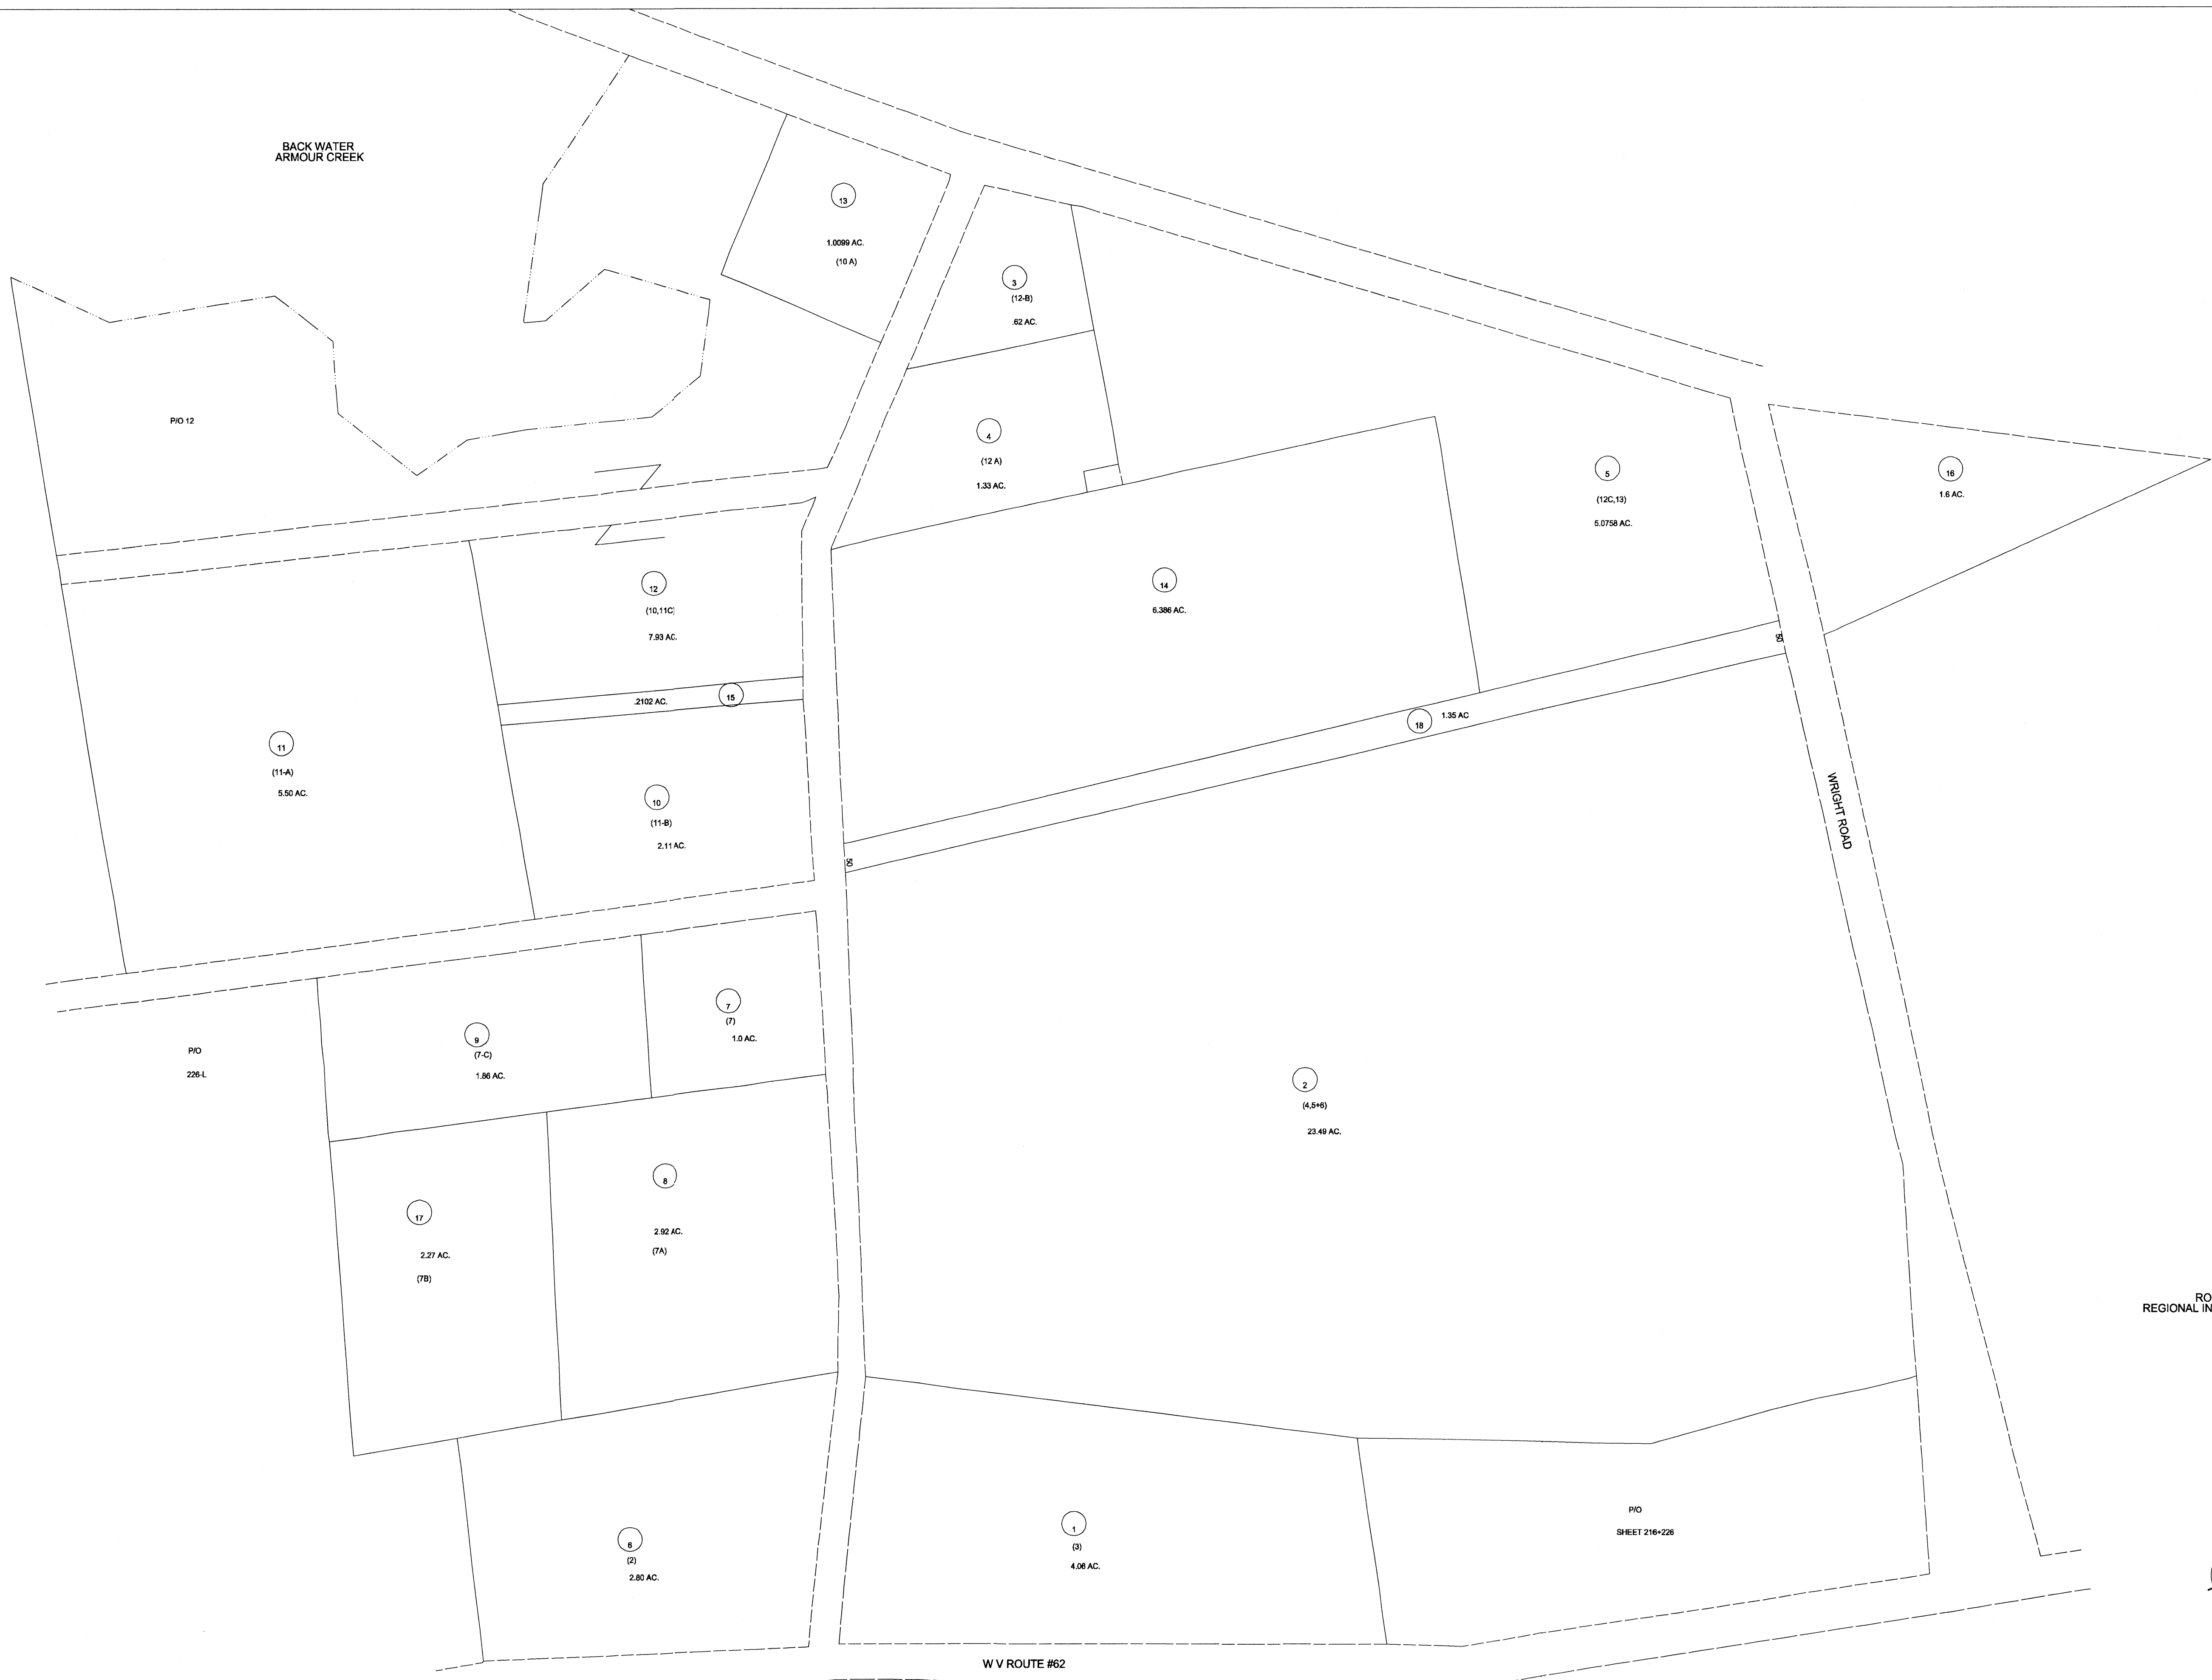 BACK WATER
ARMOUR CREEK
13
1.0099 AC.
(10 A)
3
(12-B)
.62 AC.
P/O 12
4
(12 A)
1.33 AC.
5
(12C,13)
5.0758 AC.
16
1.6 AC.
12
(10,11C)
7.93 AC.
14
6.386 AC.
50
.2102 AC.
15
18
1.35 AC
11
(11-A)
5.50 AC.
10
(11-B)
2.11 AC.
50
WRIGHT ROAD
9
(7-C)
1.86 AC.
7
(7)
1.0 AC.
P/O
226-L
2
(4,5+6)
23.49 AC.
17
2.27 AC.
(7B)
8
2.92 AC.
(7A)
RO
REGIONAL IN
6
(2)
2.80 AC.
1
(3)
4.06 AC.
P/O
SHEET 216+226
W V ROUTE #62